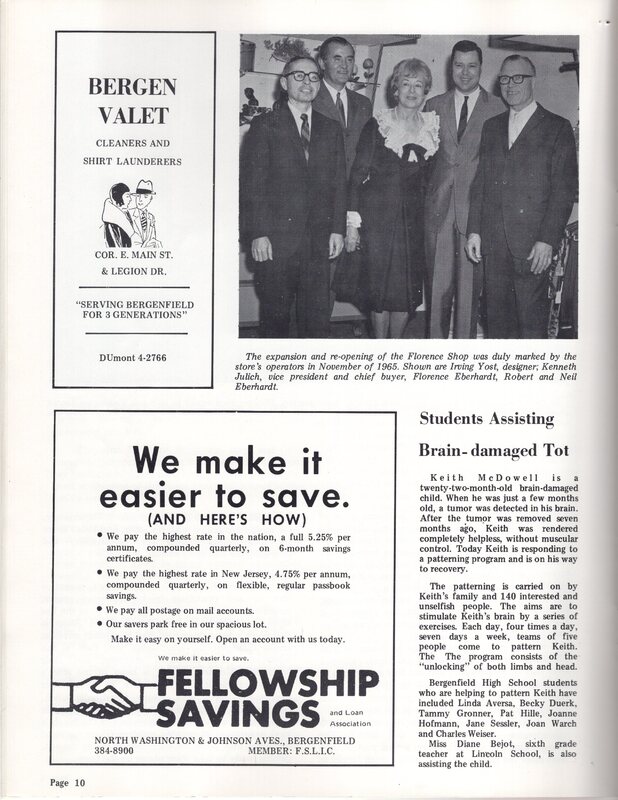 BERGEN
VALET
CLEANERS AND
SHIRT LAUNDERERS
COR. E. MAIN ST.
& LEGION DR.
"SERVING BERGENFIELD
FOR 3 GENERATIONS"
DUmont 4-2766
The expansion and re-opening of the Florence Shop was duly marked by the
store's operators in November of 1965. Shown are Irving Yost, designer; Kenneth
Julich, vice president and chief buyer, Florence Eberhardt, Robert and Neil
Eberhardt.
We make it
easier to save.
(AND HERE'S HOW)
• We pay the highest rate in the nation, a full 5.25% per
annum, compounded quarterly, on 6-month savings
certificates.
• We pay the highest rate in New Jersey, 4.75% per annum,
compounded quarterly, on flexible, regular passbook
savings.
• We pay all postage on mail accounts.
• Our savers park free in our spacious lot.
Make it easy on yourself. Open an account with us today.
We make it easier to save.
FELLOWSHIP
SAVINGS
and Loan
Association
NORTH WASHINGTON & JOHNSON AVES., BERGENFIELD
384-8900 MEMBER: F.S.L.I.C.
Students Assisting
Brain-damaged Tot
Keith McDowell is a
twenty-two-month-old brain-damaged
child. When he was just a few months
old, a tumor was detected in his brain.
After the tumor was removed seven
months ago, Keith was rendered
completely helpless, without muscular
control. Today Keith is responding to
a patterning program and is on his way
to recovery.
The patterning is carried on by
Keith's family and 140 interested and
unselfish people. The aims are to
stimulate Keith's brain by a series of
exercises. Each day, four times a day,
seven days a week, teams of five
people come to pattern Keith.
The The program consists of the
"unlocking" of both limbs and head.
Bergenfield High School students
who are helping to pattern Keith have
included Linda Aversa, Becky Duerk,
Tammy Gronner, Pat Hille, Joanne
Hofmann, Jane Sessler, Joan Warch
and Charles Weiser.
Miss Diane Bejot, sixth grade
teacher at Lincoln School, is also
assisting the child.
Page 10